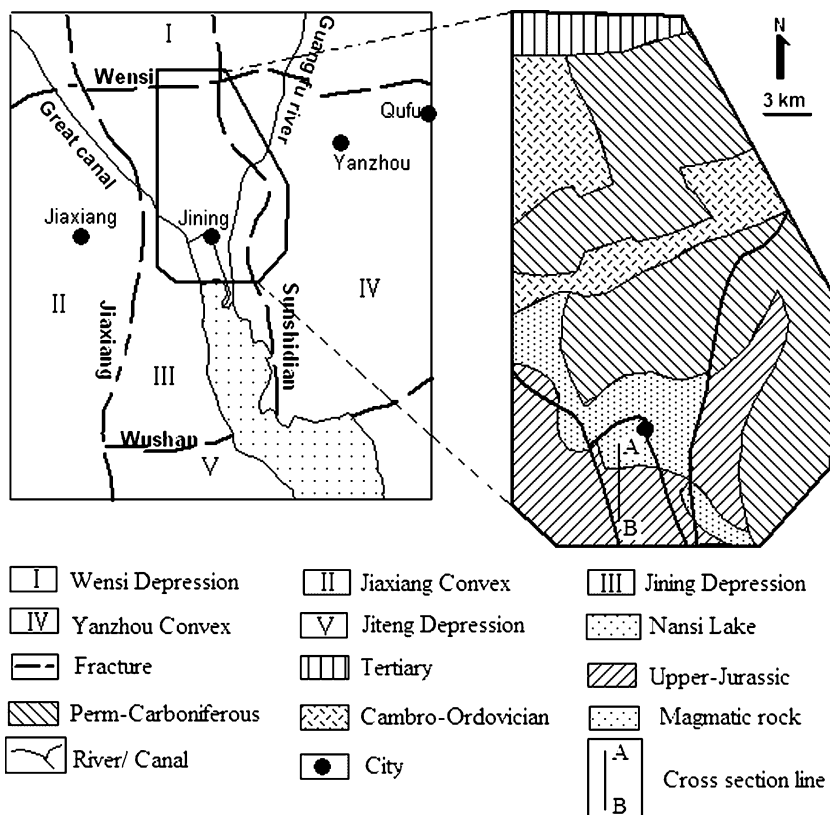 I
Wensi
Guang fu river
Great canal
Qufu
Yanzhou
Jiaxiang
Jining
II
IV
Jiaxiang
Sunshidian
III
Wushan
V
N
3 km
A
B
I Wensi Depression
II Jiaxiang Convex
III Jining Depression
IV Yanzhou Convex
V Jiteng Depression
Nansi Lake
Fracture
Tertiary
Upper-Jurassic
Perm-Carboniferous
Cambro-Ordovician
Magmatic rock
River/ Canal
City
A
B
Cross section line